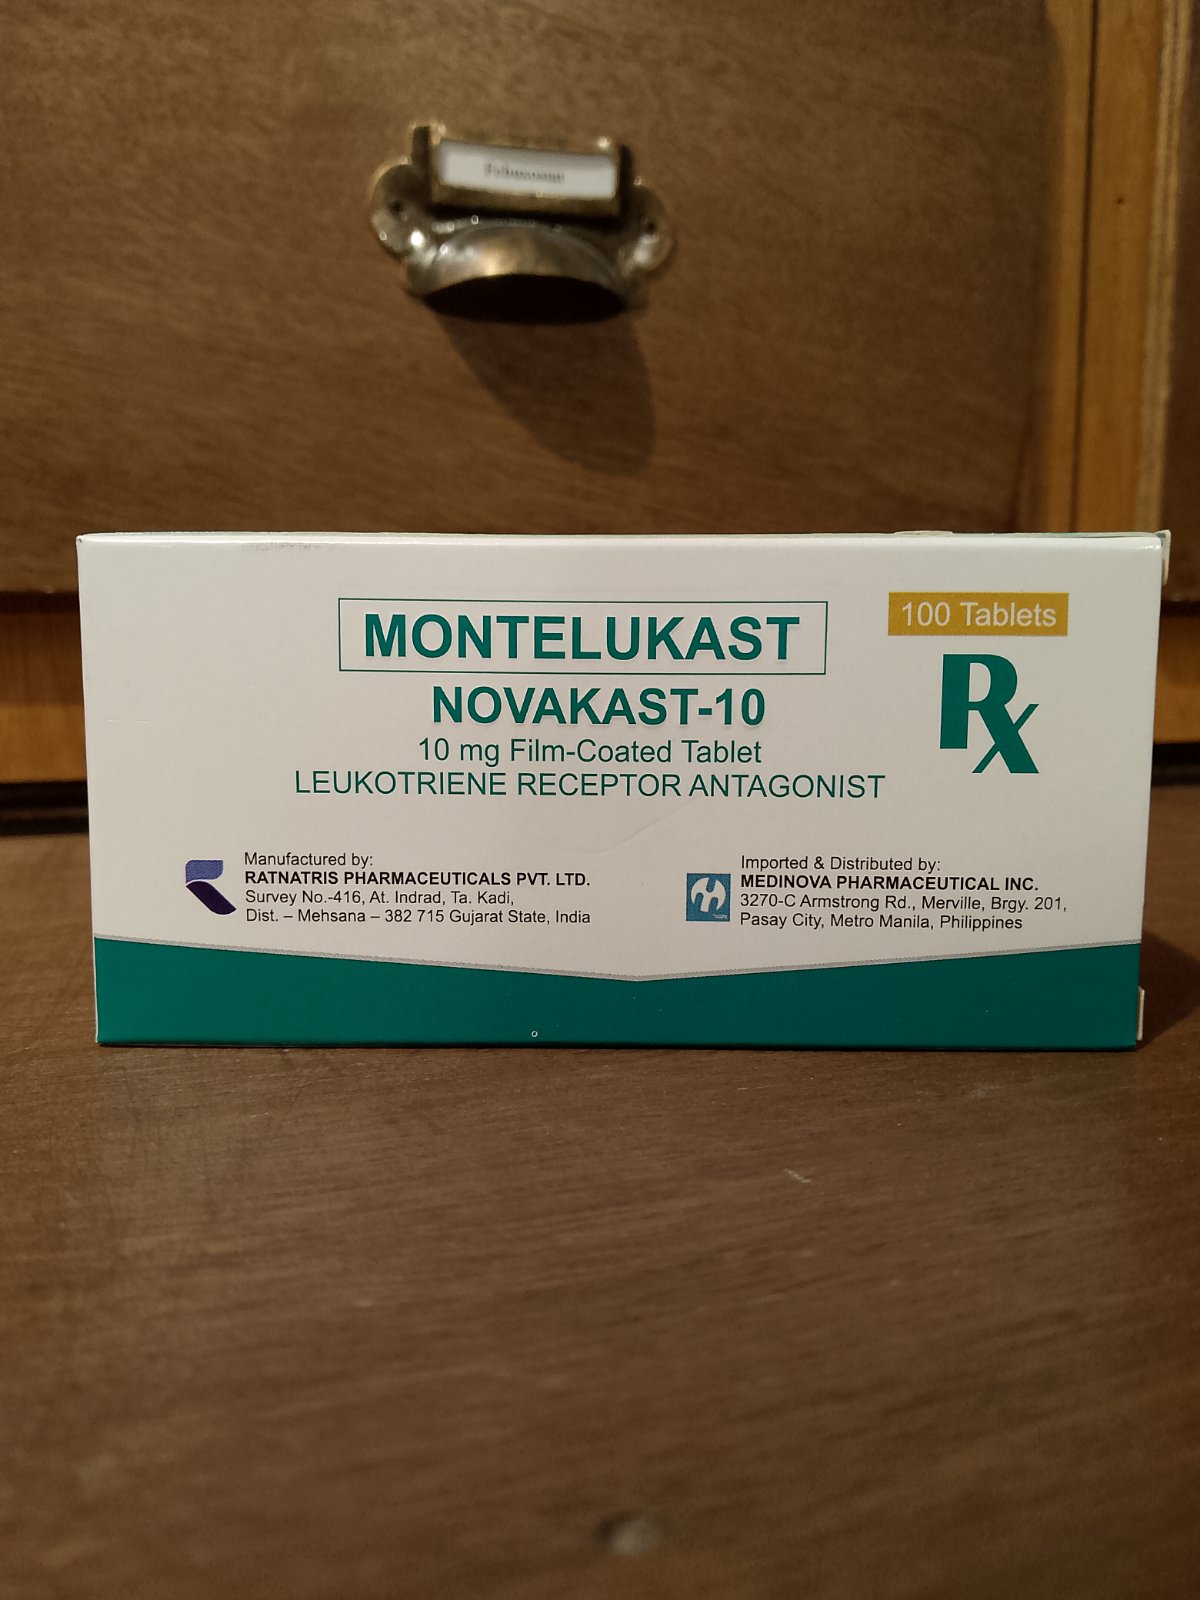 MONTELUKAST
NOVAKAST-10
10 mg Film-Coated Tablet
LEUKOTRIENE RECEPTOR ANTAGONIST
100 Tablets
Rx
Manufactured by:
RATNATRIS PHARMACEUTICALS PVT. LTD.
Survey No.-416, At. Indrad, Ta. Kadi,
Dist. – Mehsana – 382 715 Gujarat State, India
Imported & Distributed by:
MEDINOVA PHARMACEUTICAL INC.
3270-C Armstrong Rd., Merville, Brgy. 201,
Pasay City, Metro Manila, Philippines